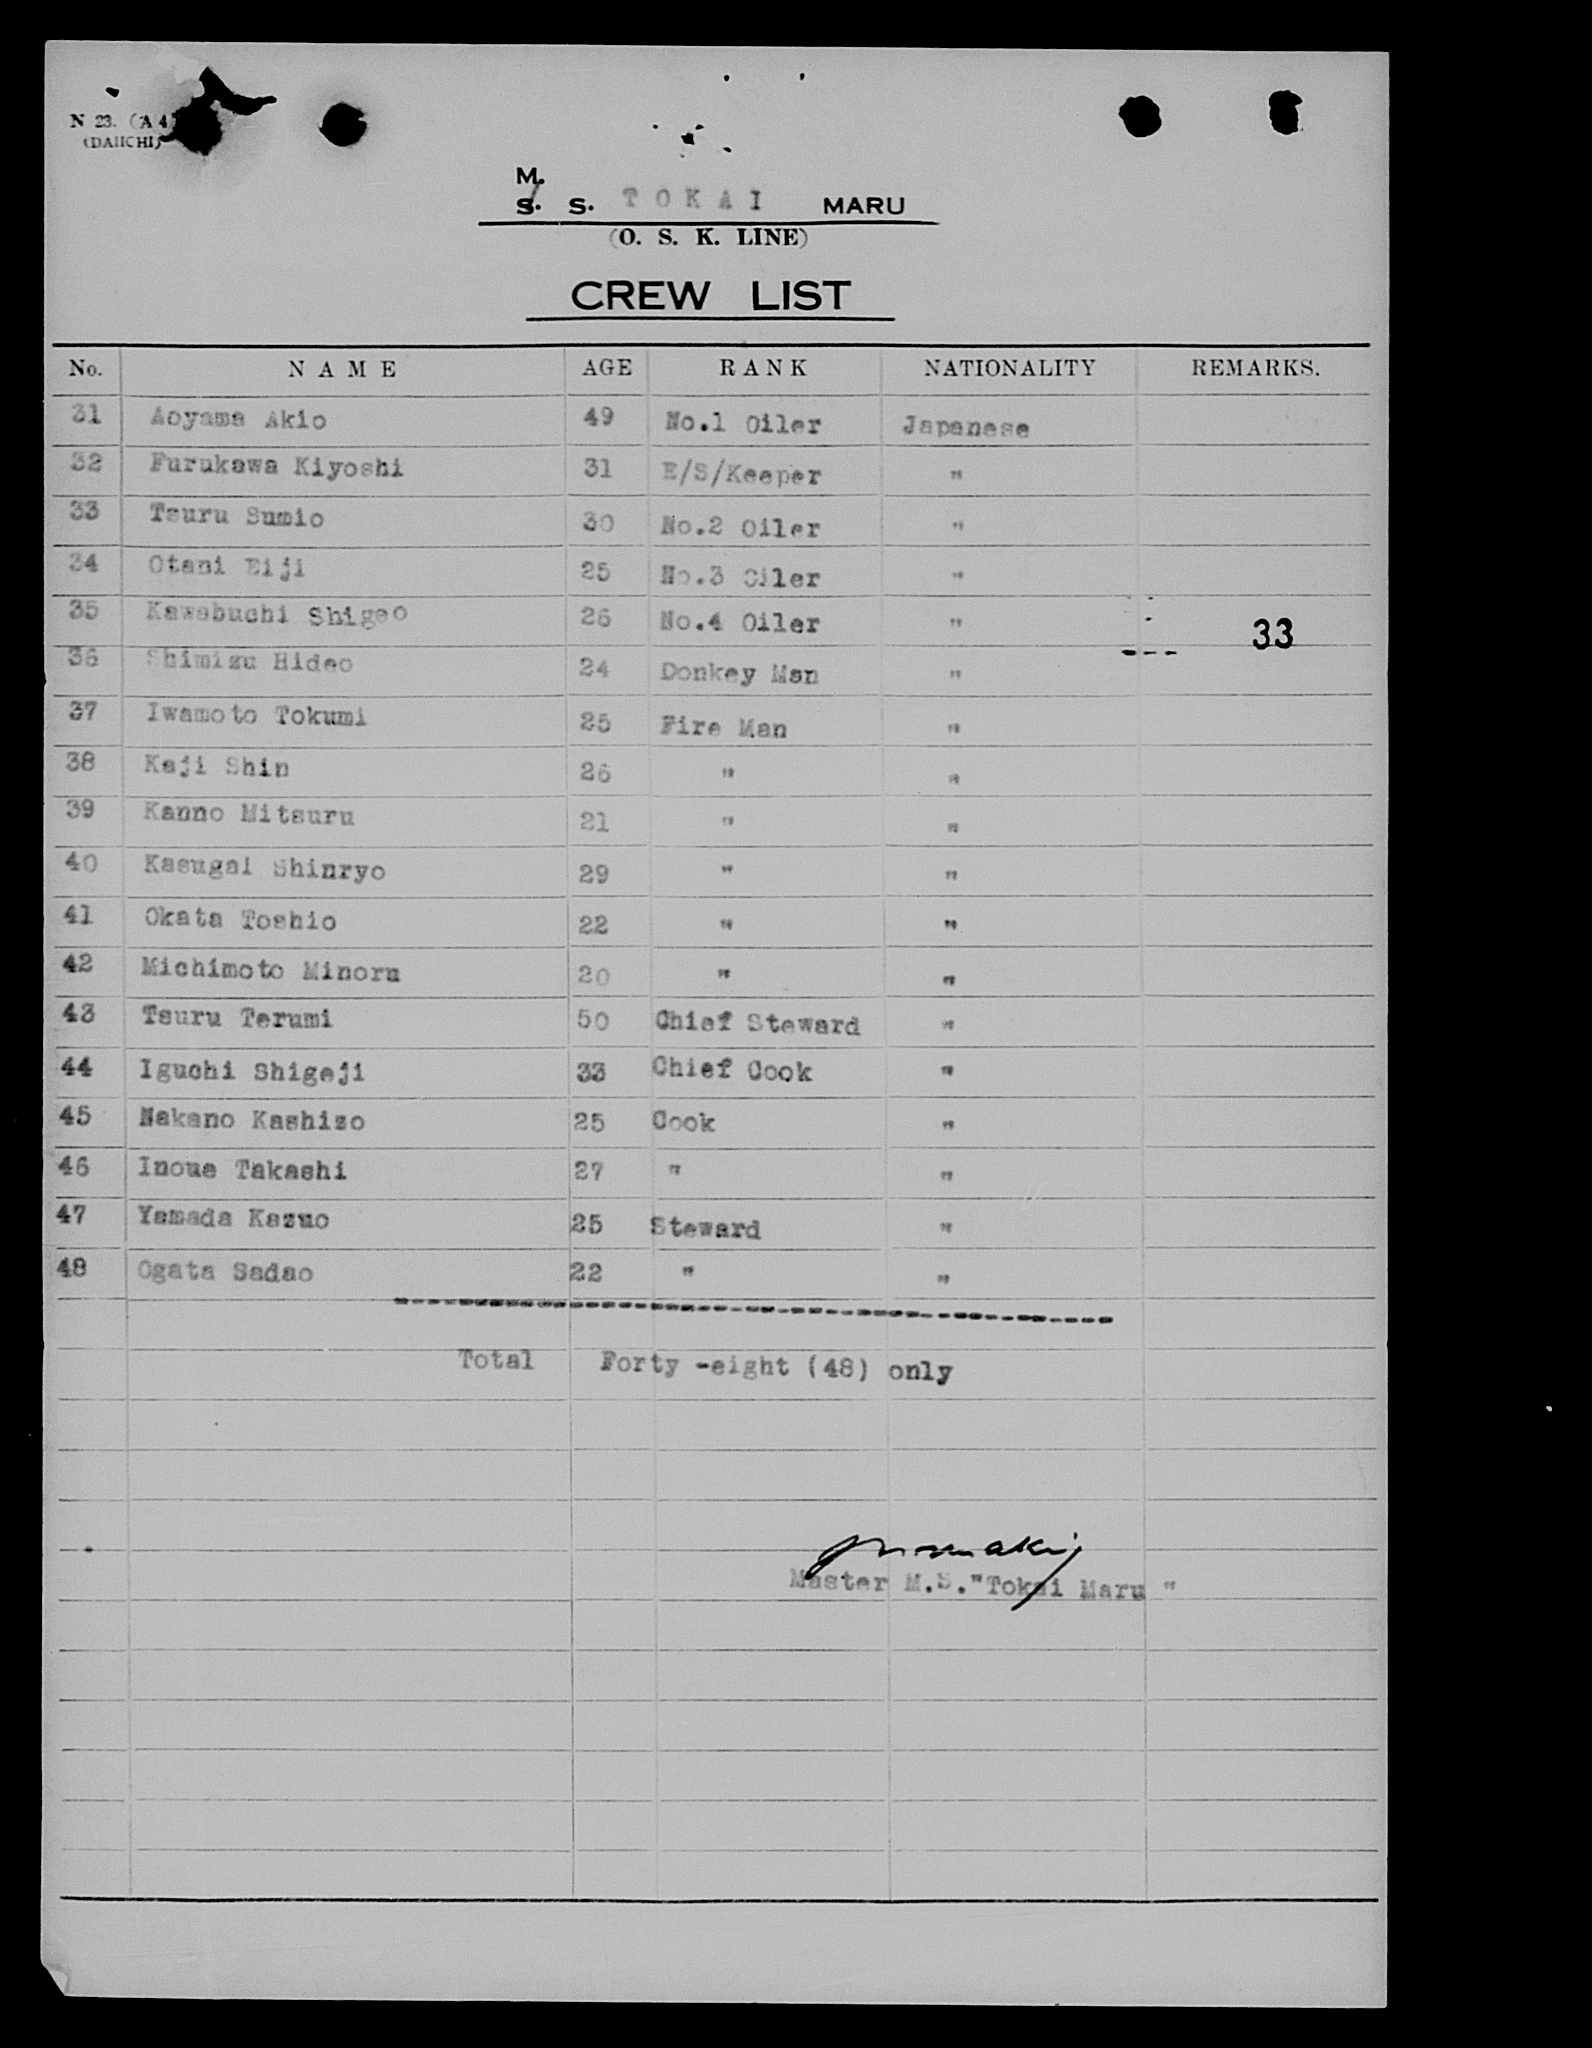 N 23. (A 4)
(DAIICHI)
M.
S. S. TOKAI MARU
(O. S. K. LINE)
CREW LIST
No. NAME AGE RANK NATIONALITY REMARKS.
31 Aoyama Akio 49 No.1 Oiler Japanese
32 Furukawa Kiyoshi 31 E/S/Keeper "
33 Tsuru Sumio 30 No.2 Oiler "
34 Otani Eiji 25 No.3 Oiler "
35 Kawabuchi Shigeo 26 No.4 Oiler "
33
36 Shimizu Hideo 24 Donkey Man "
37 Iwamoto Tokumi 25 Fire Man "
38 Kaji Shin 26 " "
39 Kanno Mitsuru 21 " "
40 Kasugai Shinryo 29 " "
41 Okata Toshio 22 " "
42 Michimoto Minoru 20 " "
43 Tsuru Terumi 50 Chief Steward "
44 Iguchi Shigeji 33 Chief Cook "
45 Nakano Kashizo 25 Cook "
46 Inoue Takashi 27 " "
47 Yamada Kazuo 25 Steward "
48 Ogata Sadao 22 " "
Total Forty -eight (48) only
Master M.S."Tokai Maru "